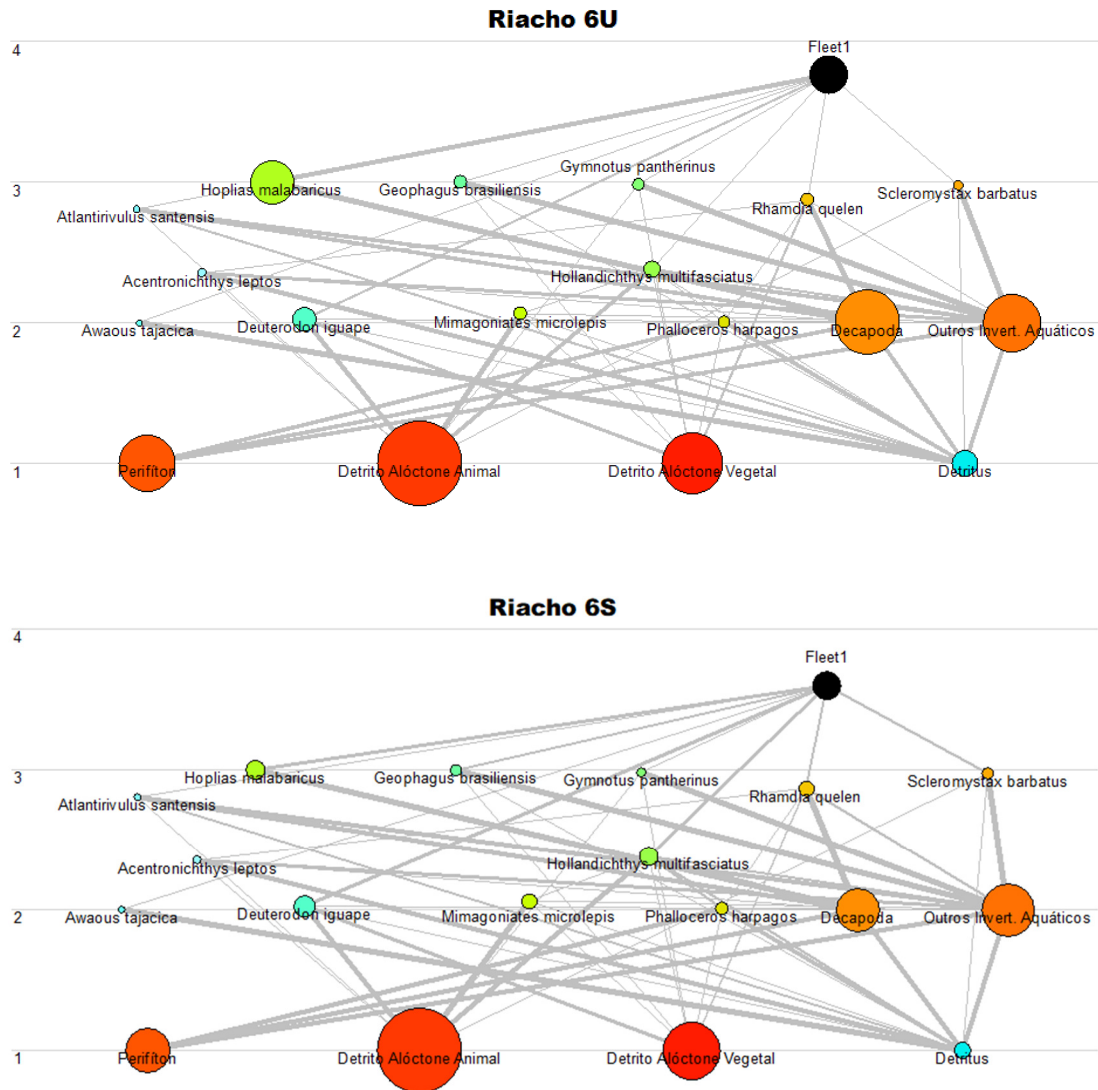 Riacho 6U
4
Fleet1
Gymnotus pantherinus
3
Hoplias malabaricus
Geophagus brasiliensis
Scleromystax barbatus
Atlantirivulus santensis
Rhamdia quelen
Acentronichthys leptos
Hollandichthys multifasciatus
Awaous tajacica
Deuterodon iguape
Mimagoniates microlepis
Phalloceros harpagos
Decapoda
Outros Invert. Aquáticos
2
1
Perifíton
Detrito Alóctone Animal
Detrito Alóctone Vegetal
Detritus
Riacho 6S
4
Fleet1
3
Hoplias malabaricus
Geophagus brasiliensis
Gymnotus pantherinus
Scleromystax barbatus
Atlantirivulus santensis
Rhamdia quelen
Acentronichthys leptos
Hollandichthys multifasciatus
Awaous tajacica
Deuterodon iguape
Mimagoniates microlepis
Phalloceros harpagos
Decapoda
Outros Invert. Aquáticos
2
1
Perifíton
Detrito Alóctone Animal
Detrito Alóctone Vegetal
Detritus